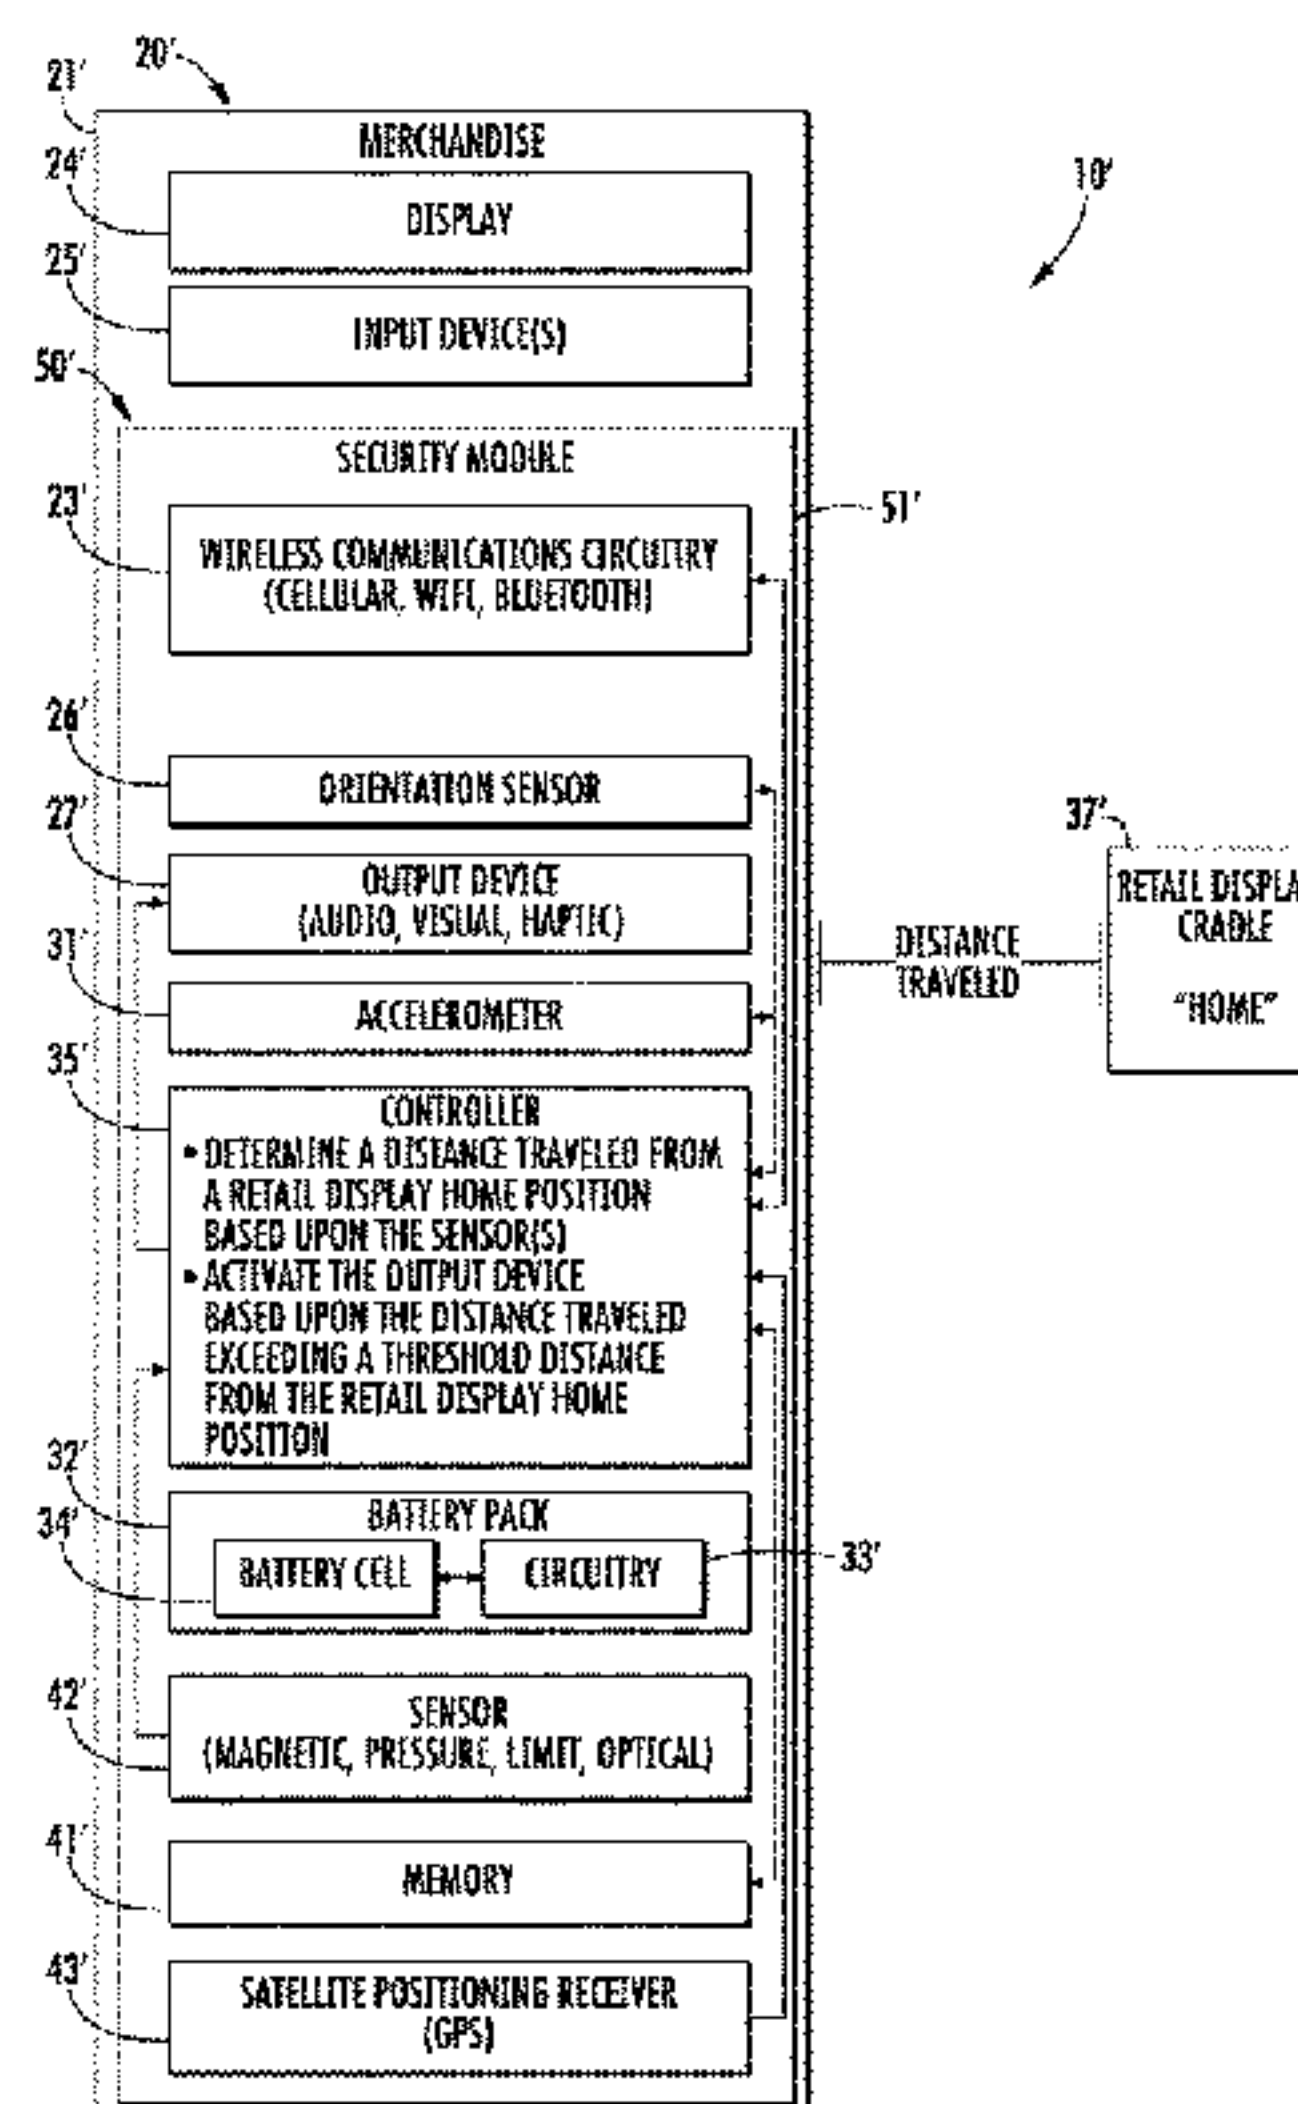 20'
21'
MERCHANDISE
24'
DISPLAY
10'
25'
INPUT DEVICE(S)
50'
SECURITY MODULE
23'
51'
WIRELESS COMMUNICATIONS CIRCUITRY
(CELLULAR, WIFI, BLUETOOTH)
26'
ORIENTATION SENSOR
27'
37'
OUTPUT DEVICE
(AUDIO, VISUAL, HAPTIC)
RETAIL DISPLA
CRADLE
"HOME"
DISTANCE
TRAVELED
31'
ACCELEROMETER
35'
CONTROLLER
• DETERMINE A DISTANCE TRAVELED FROM
A RETAIL DISPLAY HOME POSITION
BASED UPON THE SENSOR(S)
• ACTIVATE THE OUTPUT DEVICE
BASED UPON THE DISTANCE TRAVELED
EXCEEDING A THRESHOLD DISTANCE
FROM THE RETAIL DISPLAY HOME
POSITION
32'
BATTERY PACK
34'
BATTERY CELL
CIRCUITRY
33'
42'
SENSOR
(MAGNETIC, PRESSURE, LIMIT, OPTICAL)
41'
MEMORY
43'
SATELLITE POSITIONING RECEIVER
(GPS)